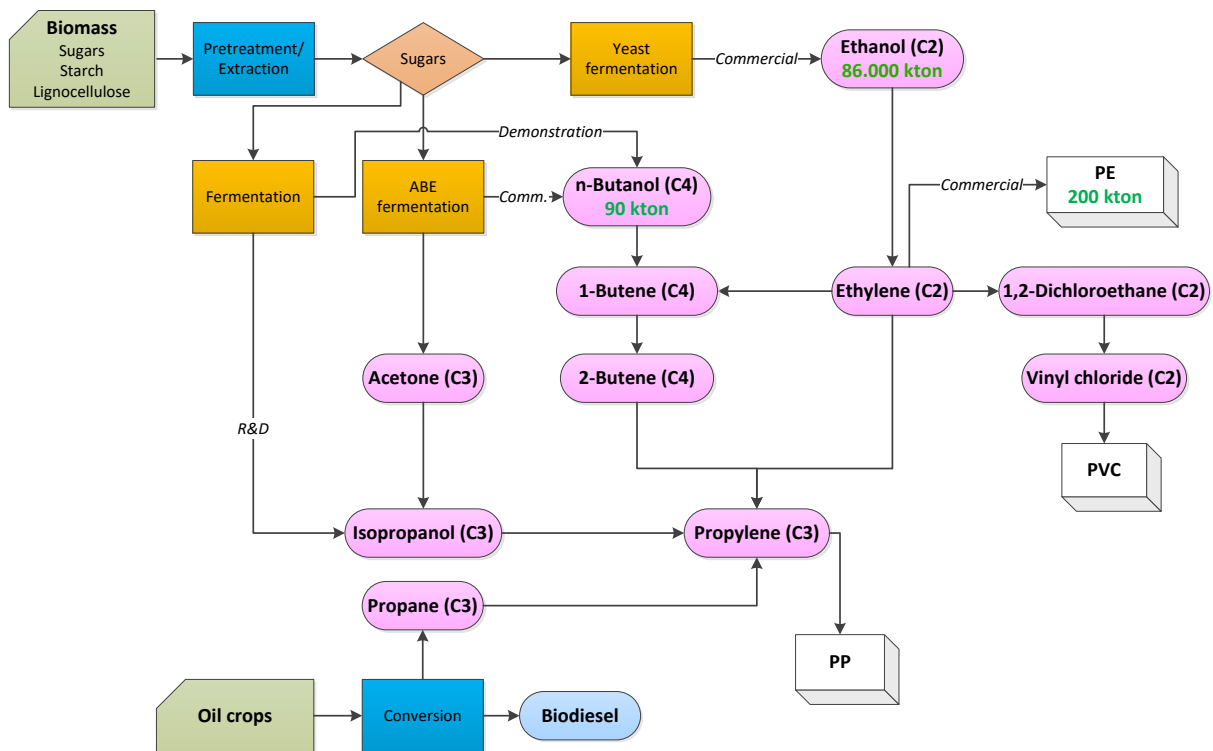 Biomass
Sugars
Starch
Lignocellulose
Pretreatment/
Extraction
Sugars
Yeast
fermentation
Commercial
Ethanol (C2)
86.000 kton
Demonstration
Fermentation
ABE
fermentation
Comm.
n-Butanol (C4)
90 kton
Commercial
PE
200 kton
1-Butene (C4)
Ethylene (C2)
1,2-Dichloroethane (C2)
Acetone (C3)
2-Butene (C4)
Vinyl chloride (C2)
R&D
PVC
Isopropanol (C3)
Propylene (C3)
Propane (C3)
PP
Oil crops
Conversion
Biodiesel